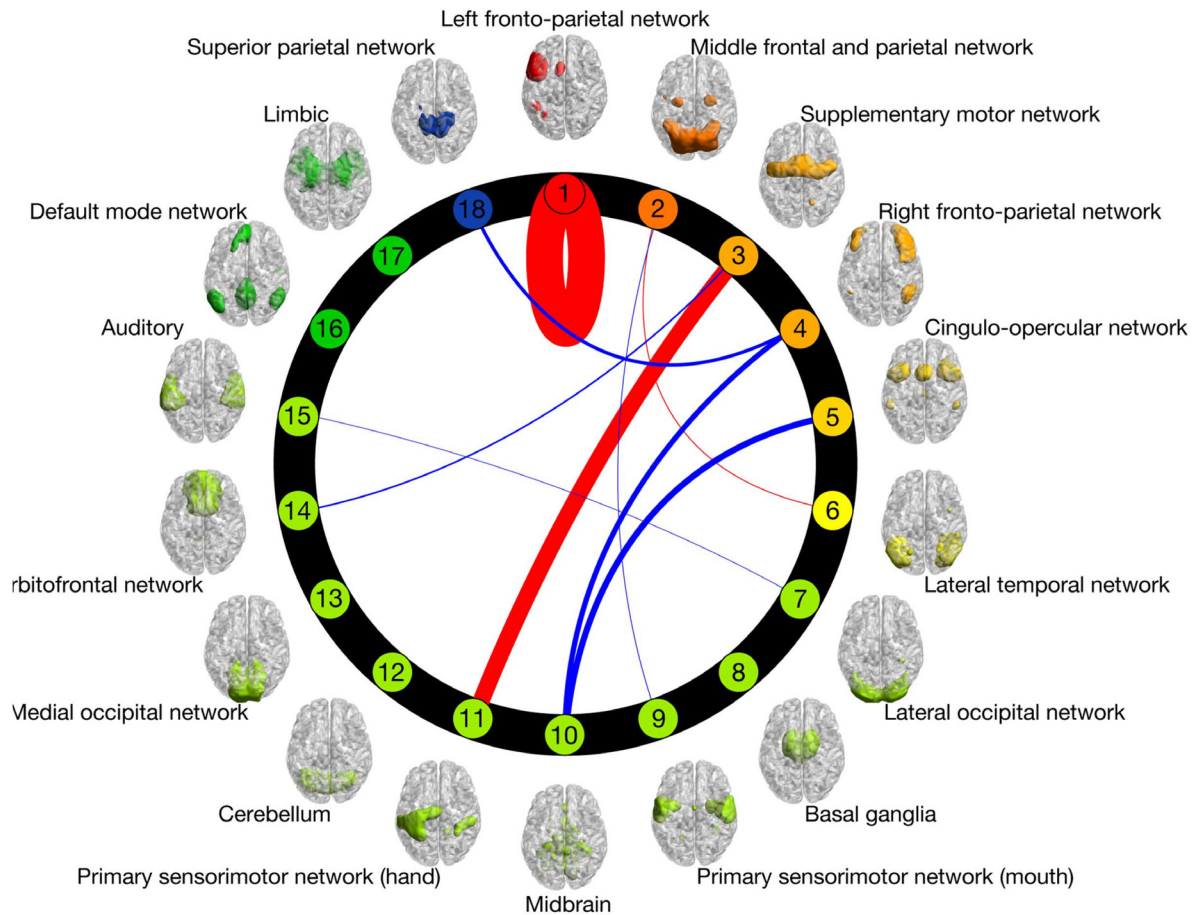 Left fronto-parietal network
Superior parietal network
Middle frontal and parietal network
Limbic
Supplementary motor network
Default mode network
Right fronto-parietal network
Auditory
Cingulo-opercular network
rbitofrontal network
Lateral temporal network
Medial occipital network
Lateral occipital network
Cerebellum
Basal ganglia
Primary sensorimotor network (hand)
Primary sensorimotor network (mouth)
Midbrain
1
2
3
4
5
6
7
8
9
10
11
12
13
14
15
16
17
18